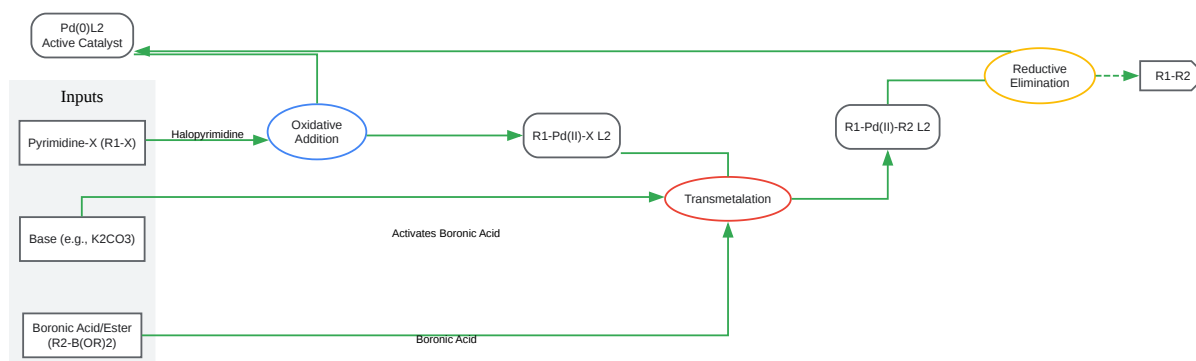 Pd(0)L2
Active Catalyst
Inputs
Pyrimidine-X (R1-X)
Halopyrimidine
Oxidative
Addition
R1-Pd(II)-X L2
R1-Pd(II)-R2 L2
Reductive
Elimination
R1-R2
Transmetalation
Base (e.g., K2CO3)
Activates Boronic Acid
Boronic Acid/Ester
(R2-B(OR)2)
Boronic Acid